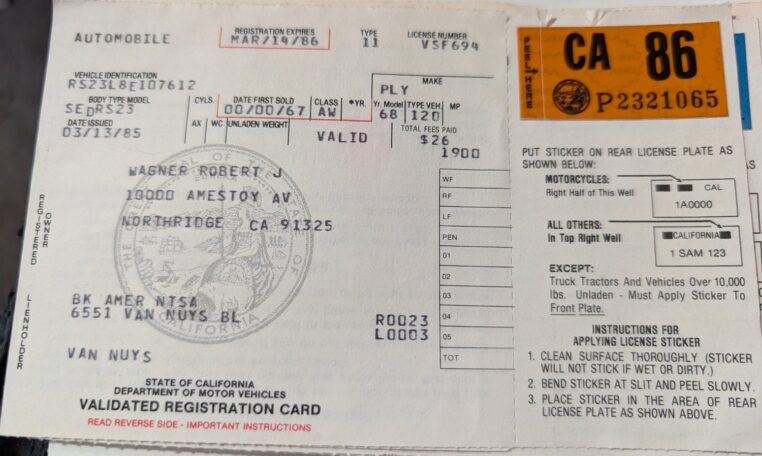 AUTOMOBILE
REGISTRATION EXPIRES
MAR/14/86
TYPE
11
LICENSE NUMBER
VSF694
VEHICLE IDENTIFICATION
RS23L8E107612
MAKE
PLY
BODY TYPE MODEL
SEDRS23
CYLS.
DATE FIRST SOLD
00/00/67
CLASS
AW
*YR.
Yr. Model
68
TYPE VEH.
120
MP
DATE ISSUED
03/13/85
AX
WC
UNLADEN WEIGHT
VALID
TOTAL FEES PAID
$26
1900
WAGNER ROBERT J
10000 AMESTOY AV
NORTHRIDGE CA 91325
REGISTERED OWNER
WF
RF
LF
PEN
01
02
03
04
05
TOT
BK AMER NTSA
6551 VAN NUYS BL
VAN NUYS
LIENHOLDER
R0023
L0003
CALIFORNIA
STATE OF CALIFORNIA
DEPARTMENT OF MOTOR VEHICLES
VALIDATED REGISTRATION CARD
READ REVERSE SIDE - IMPORTANT INSTRUCTIONS
PEEL HERE
CA 86
P2321065
PUT STICKER ON REAR LICENSE PLATE AS
SHOWN BELOW:
MOTORCYCLES:
Right Half of This Well
CAL
1A0000
ALL OTHERS:
In Top Right Well
CALIFORNIA
1 SAM 123
EXCEPT:
Truck Tractors And Vehicles Over 10,000
lbs. Unladen - Must Apply Sticker To
Front Plate.
INSTRUCTIONS FOR
APPLYING LICENSE STICKER
1. CLEAN SURFACE THOROUGHLY (STICKER
WILL NOT STICK IF WET OR DIRTY.)
2. BEND STICKER AT SLIT AND PEEL SLOWLY.
3. PLACE STICKER IN THE AREA OF REAR
LICENSE PLATE AS SHOWN ABOVE.